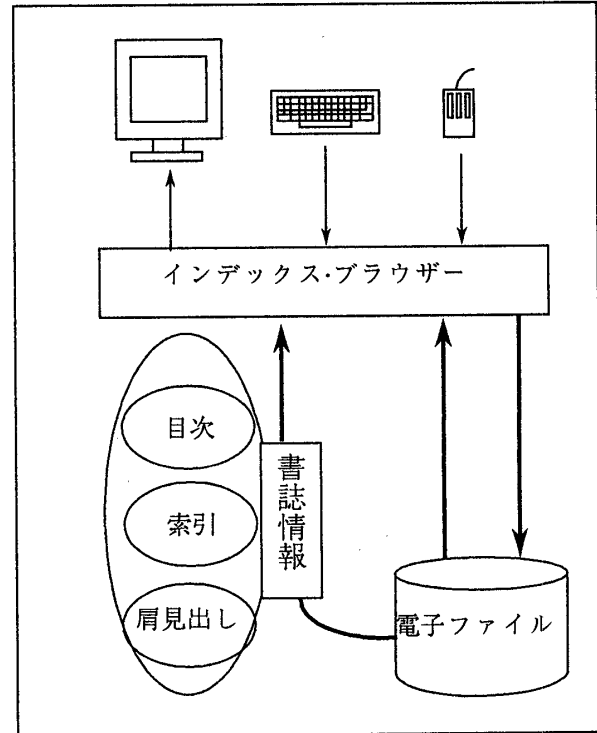 インデックス・ブラウザー
目次
索引
肩見出し
書誌情報
電子ファイル